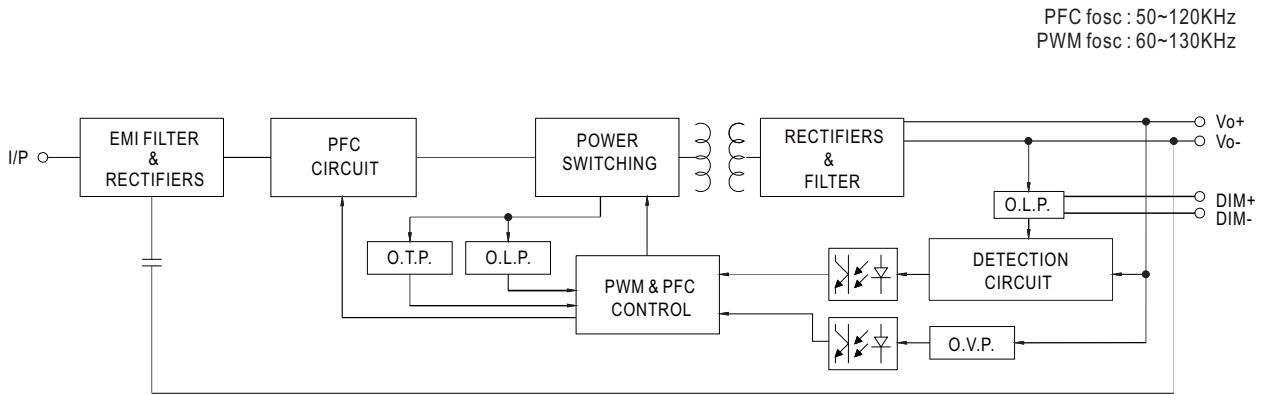 PFC fosc : 50~120KHz
PWM fosc : 60~130KHz
I/P
EMI FILTER
&
RECTIFIERS
PFC
CIRCUIT
POWER
SWITCHING
RECTIFIERS
&
FILTER
Vo+
Vo-
DIM+
DIM-
O.L.P.
O.T.P.
O.L.P.
PWM & PFC
CONTROL
DETECTION
CIRCUIT
O.V.P.